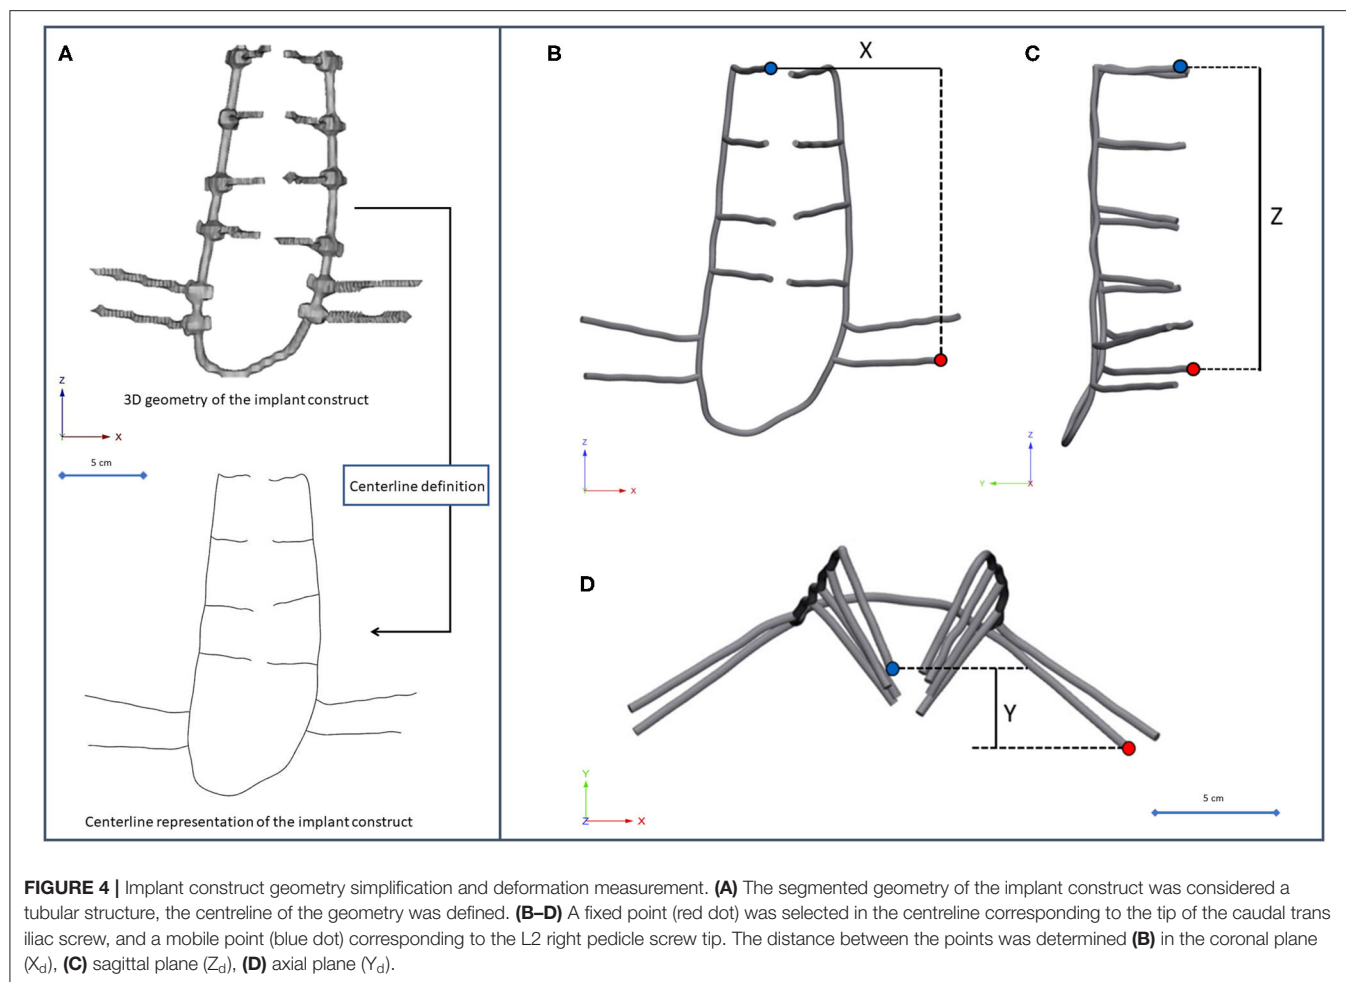 A
Z
Y
X
3D geometry of the implant construct
5 cm
Centerline definition
Centerline representation of the implant construct
B
X
Z
Y
X
C
Z
Z
Y
X
D
Y
Y
Z
X
5 cm
FIGURE 4 | Implant construct geometry simplification and deformation measurement. (A) The segmented geometry of the implant construct was considered a
tubular structure, the centreline of the geometry was defined. (B–D) A fixed point (red dot) was selected in the centreline corresponding to the tip of the caudal trans
iliac screw, and a mobile point (blue dot) corresponding to the L2 right pedicle screw tip. The distance between the points was determined (B) in the coronal plane
(Xd), (C) sagittal plane (Zd), (D) axial plane (Yd).